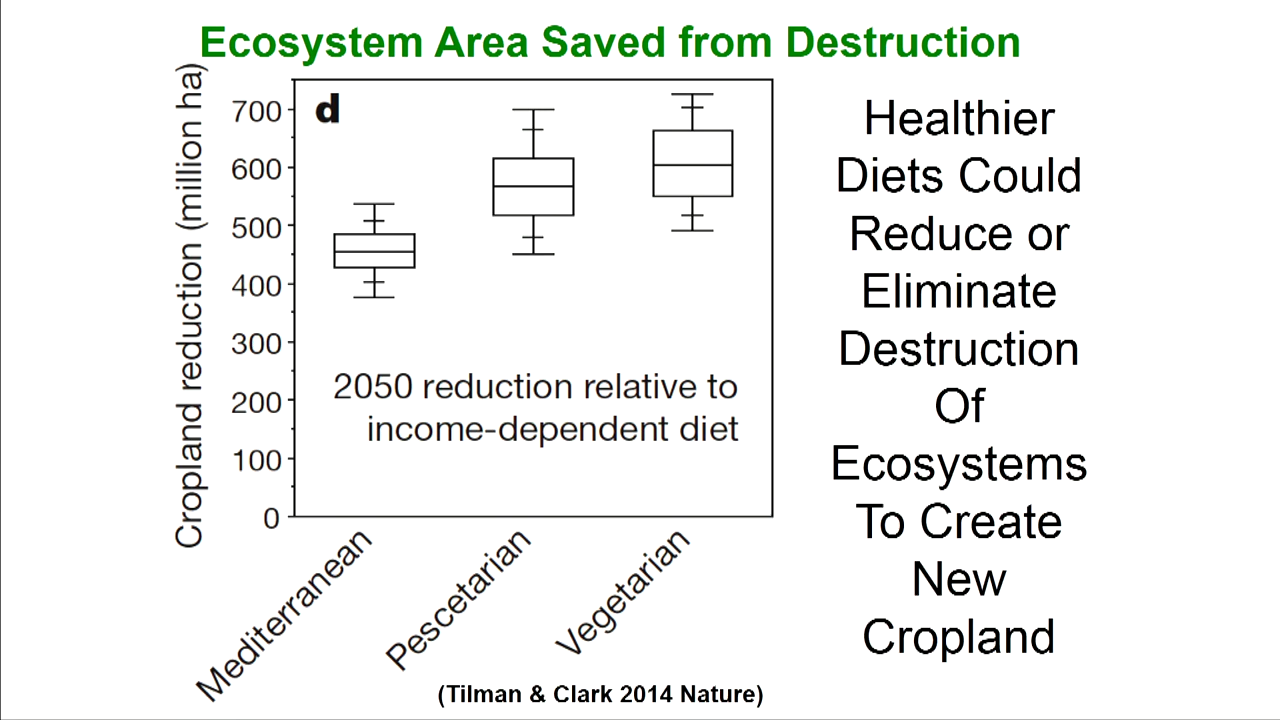 Ecosystem Area Saved from Destruction
Cropland reduction (million ha)
d
700
600
500
400
300
200
100
0
2050 reduction relative to
income-dependent diet
Mediterranean
Pescetarian
Vegetarian
(Tilman & Clark 2014 Nature)
Healthier
Diets Could
Reduce or
Eliminate
Destruction
Of
Ecosystems
To Create
New
Cropland